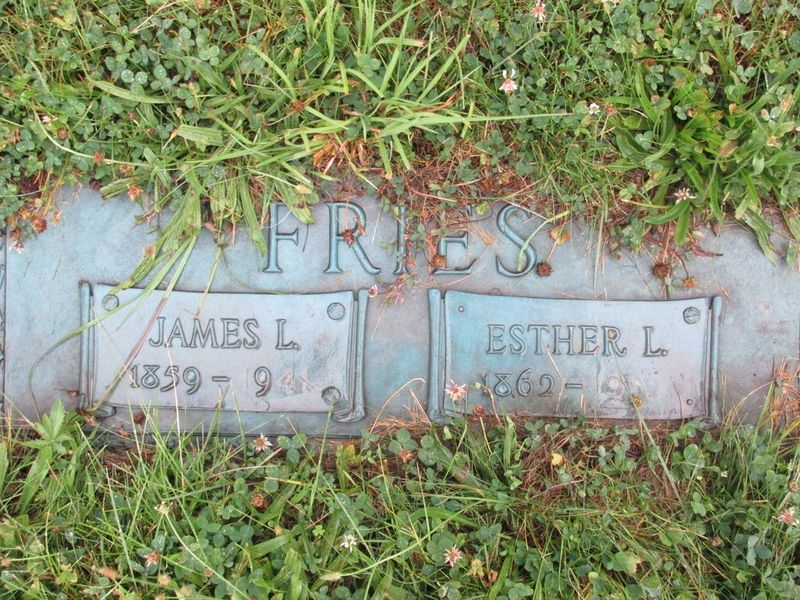 FRIES
JAMES L.
1859 -
ESTHER L.
1862 -